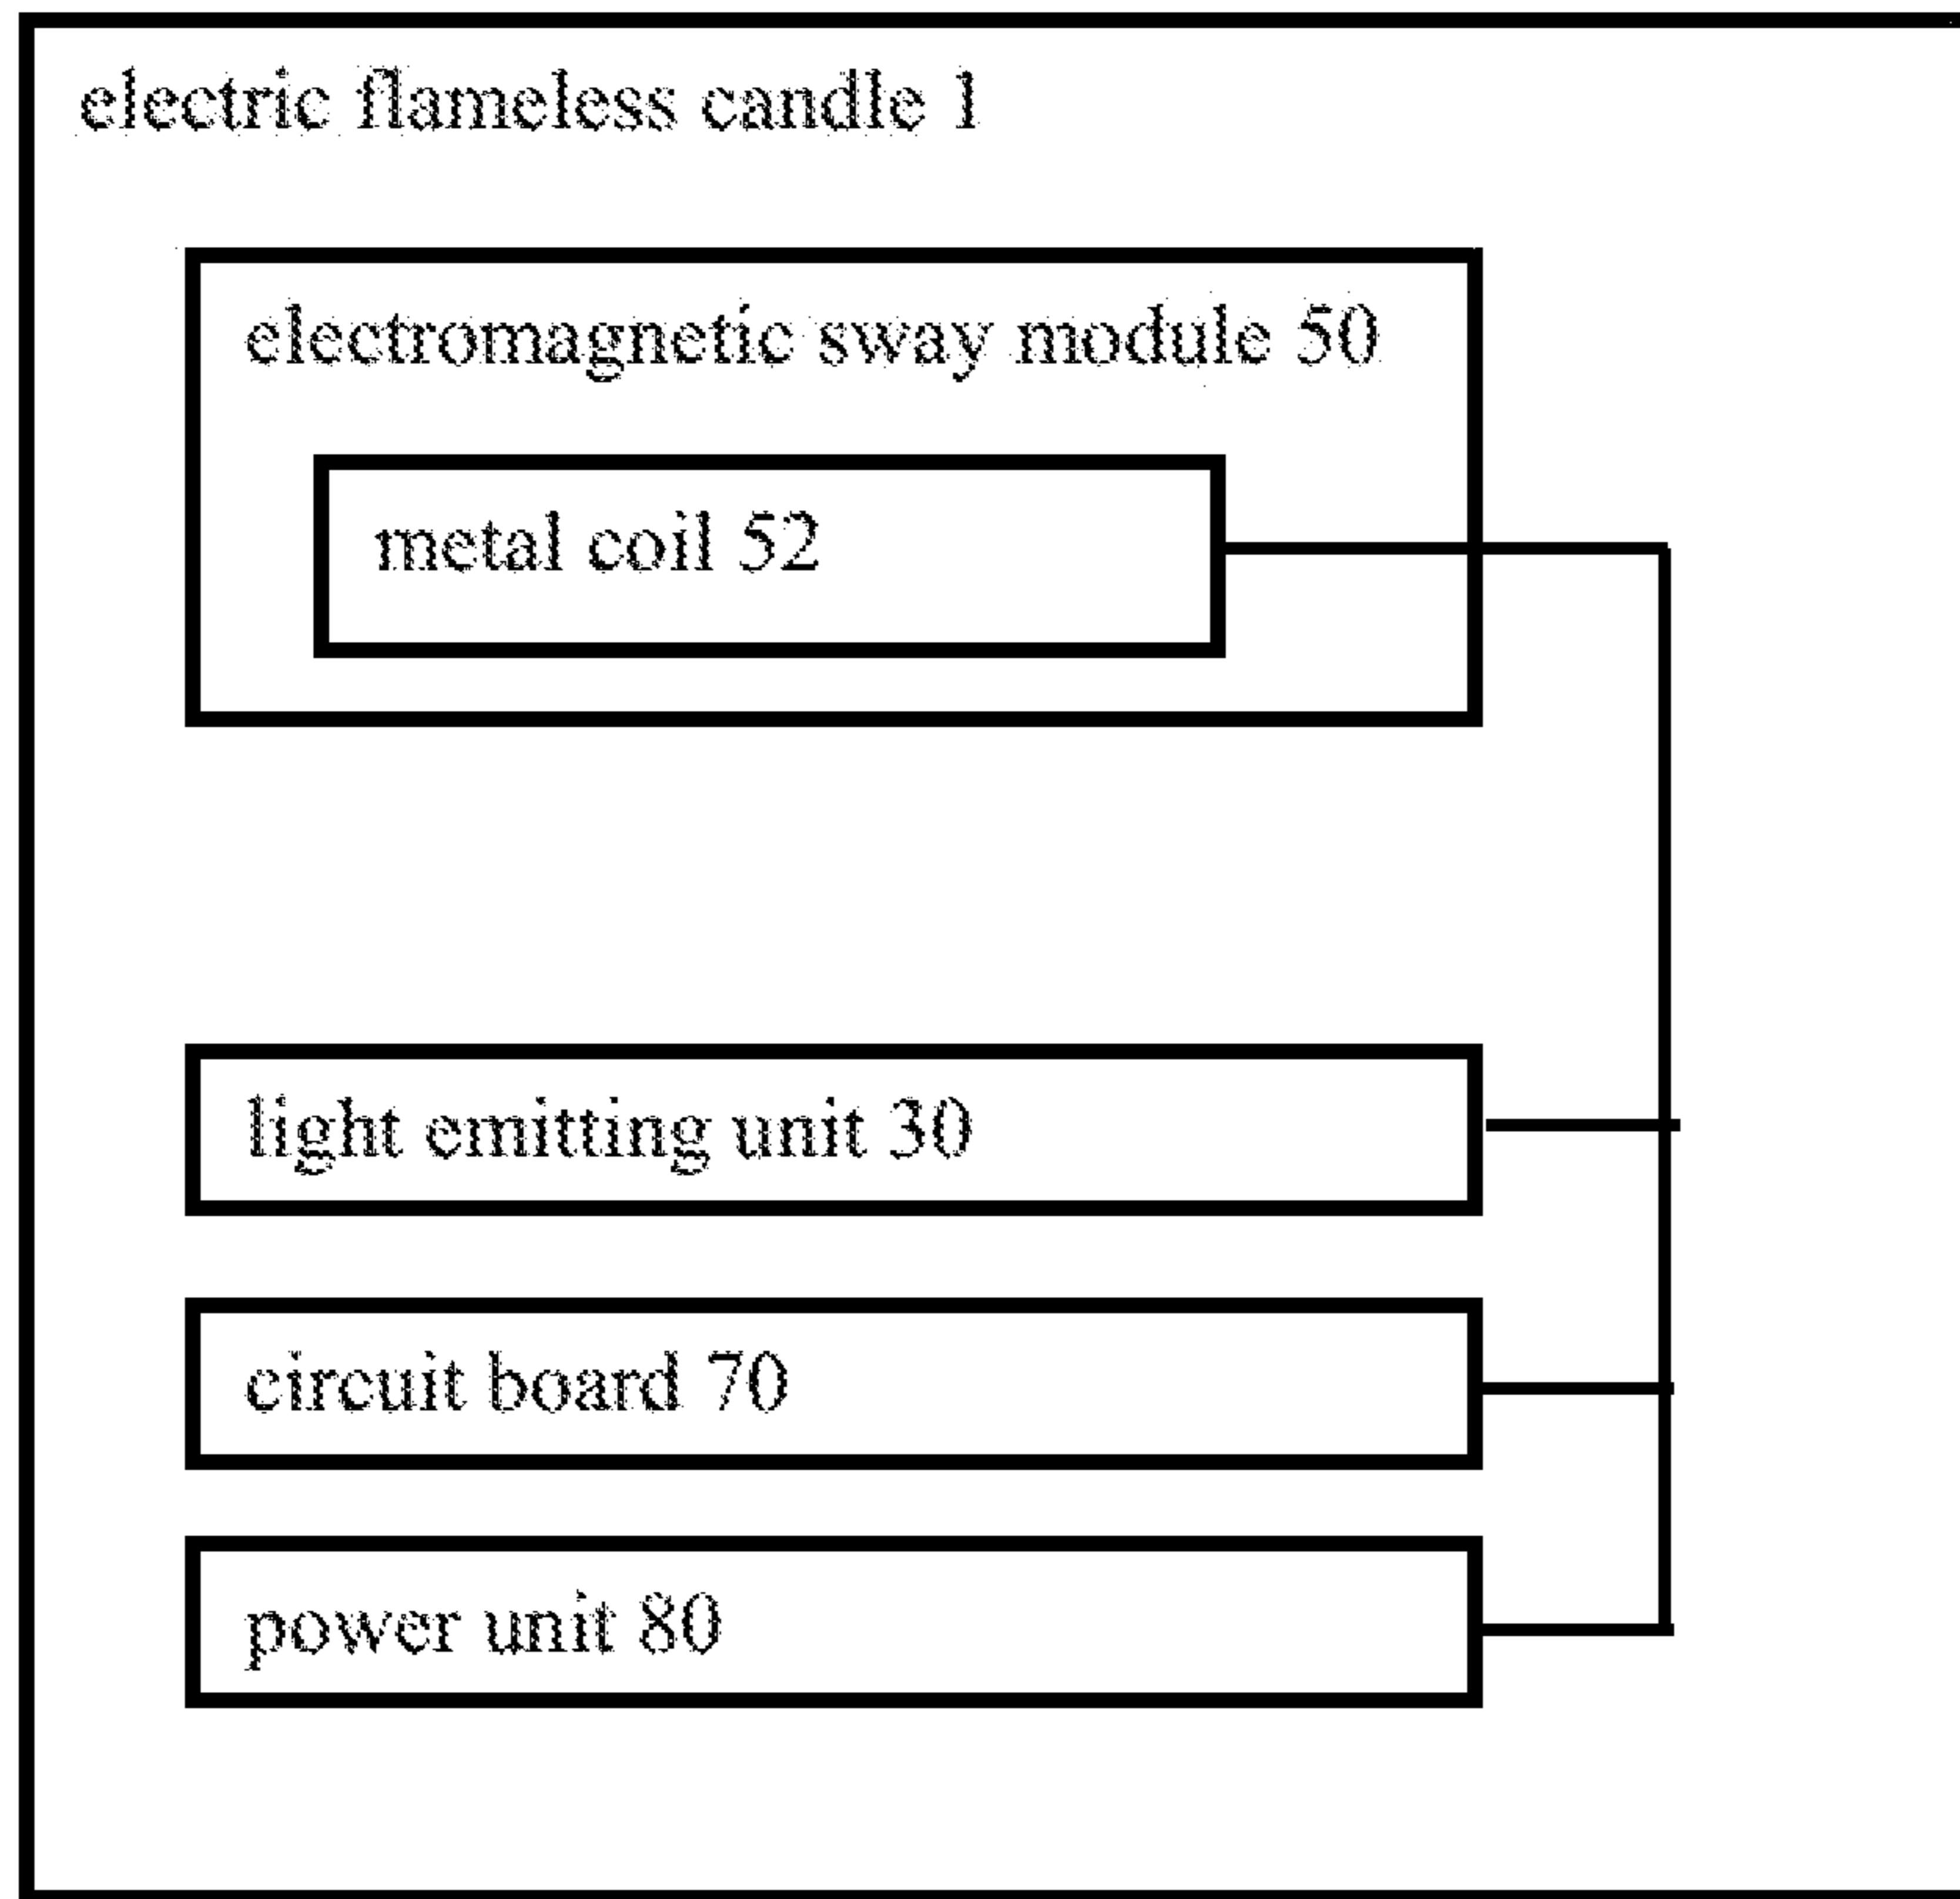 electric flameless candle 1
electromagnetic sway module 50
metal coil 52
light emitting unit 30
circuit board 70
power unit 80